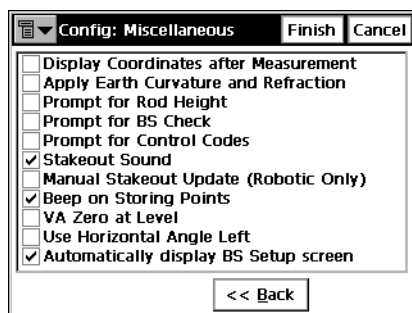 Config: Miscellaneous Finish Cancel
Display Coordinates after Measurement
Apply Earth Curvature and Refraction
Prompt for Rod Height
Prompt for BS Check
Prompt for Control Codes
Stakeout Sound
Manual Stakeout Update (Robotic Only)
Beep on Storing Points
VA Zero at Level
Use Horizontal Angle Left
Automatically display BS Setup screen
<< Back